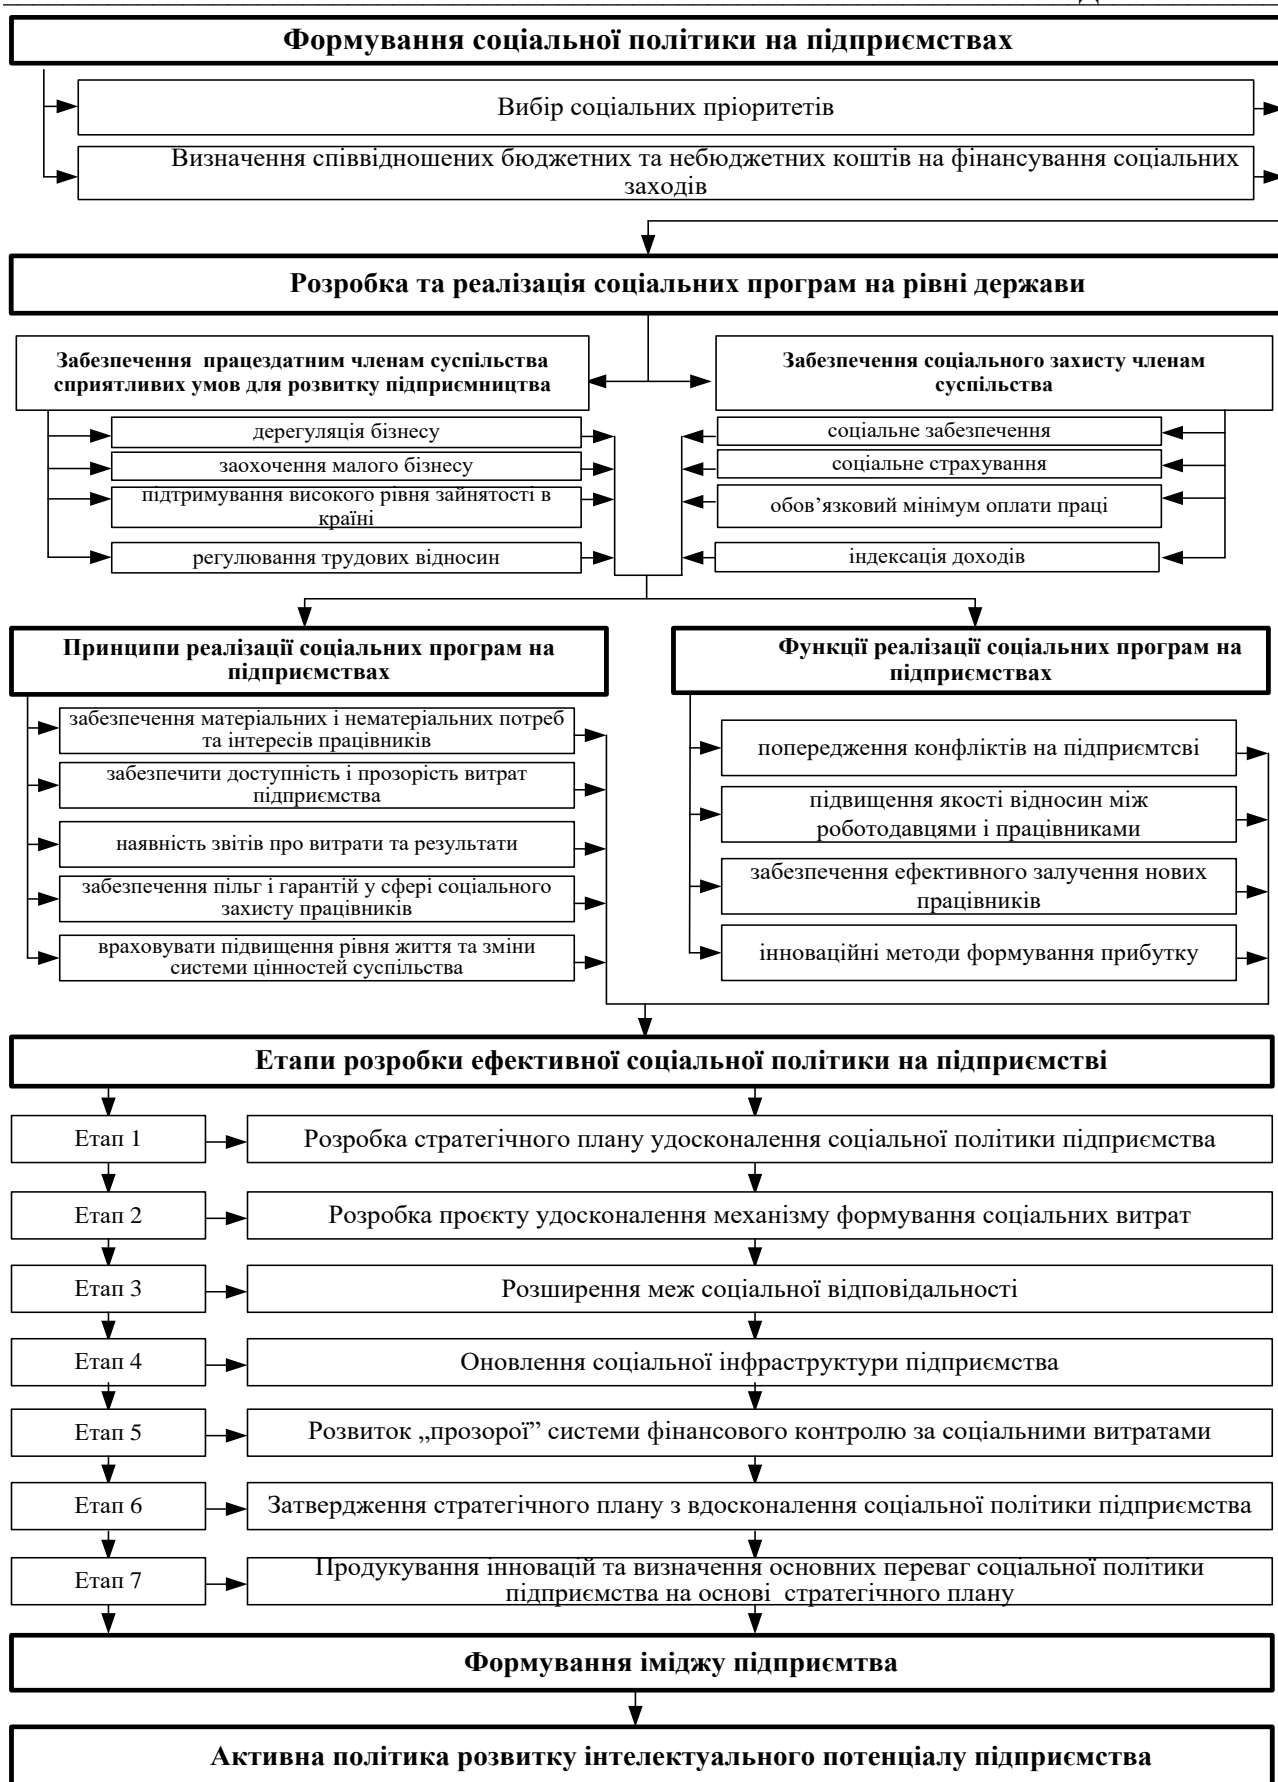 Формування соціальної політики на підприємствах
Вибір соціальних пріоритетів
Визначення співвідношених бюджетних та небюджетних коштів на фінансування соціальних
заходів
Розробка та реалізація соціальних програм на рівні держави
Забезпечення працездатним членам суспільства
сприятливих умов для розвитку підприємництва
Забезпечення соціального захисту членам
суспільства
дерегуляція бізнесу
заохочення малого бізнесу
підтримування високого рівня зайнятості в
країні
регулювання трудових відносин
соціальне забезпечення
соціальне страхування
обов’язковий мінімум оплати праці
індексація доходів
Принципи реалізації соціальних програм на
підприємствах
Функції реалізації соціальних програм на
підприємствах
забезпечення матеріальних і нематеріальних потреб
та інтересів працівників
забезпечити доступність і прозорість витрат
підприємства
наявність звітів про витрати та результати
забезпечення пільг і гарантій у сфері соціального
захисту працівників
враховувати підвищення рівня життя та зміни
системи цінностей суспільства
попередження конфліктів на підприємтсві
підвищення якості відносин між
роботодавцями і працівниками
забезпечення ефективного залучення нових
працівників
інноваційні методи формування прибутку
Етапи розробки ефективної соціальної політики на підприємстві
Етап 1
Розробка стратегічного плану удосконалення соціальної політики підприємства
Етап 2
Розробка проєкту удосконалення механізму формування соціальних витрат
Етап 3
Розширення меж соціальної відповідальності
Етап 4
Оновлення соціальної інфраструктури підприємства
Етап 5
Розвиток „прозорої” системи фінансового контролю за соціальними витратами
Етап 6
Затвердження стратегічного плану з вдосконалення соціальної політики підприємства
Етап 7
Продукування інновацій та визначення основних переваг соціальної політики
підприємства на основі стратегічного плану
Формування іміджу підприємтва
Активна політика розвитку інтелектуального потенціалу підприємства